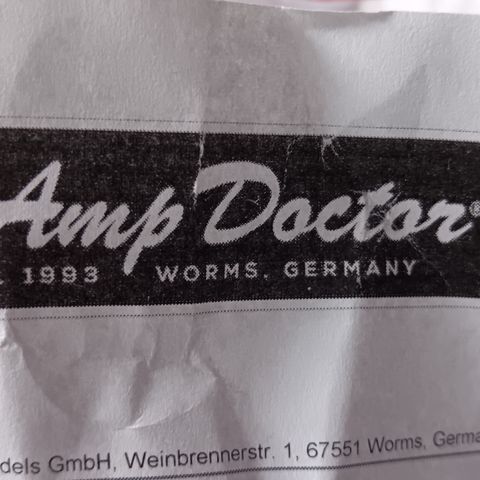 Amp Doctor®
. 1993 WORMS, GERMANY
dels GmbH, Weinbrennerstr. 1, 67551 Worms, Germa